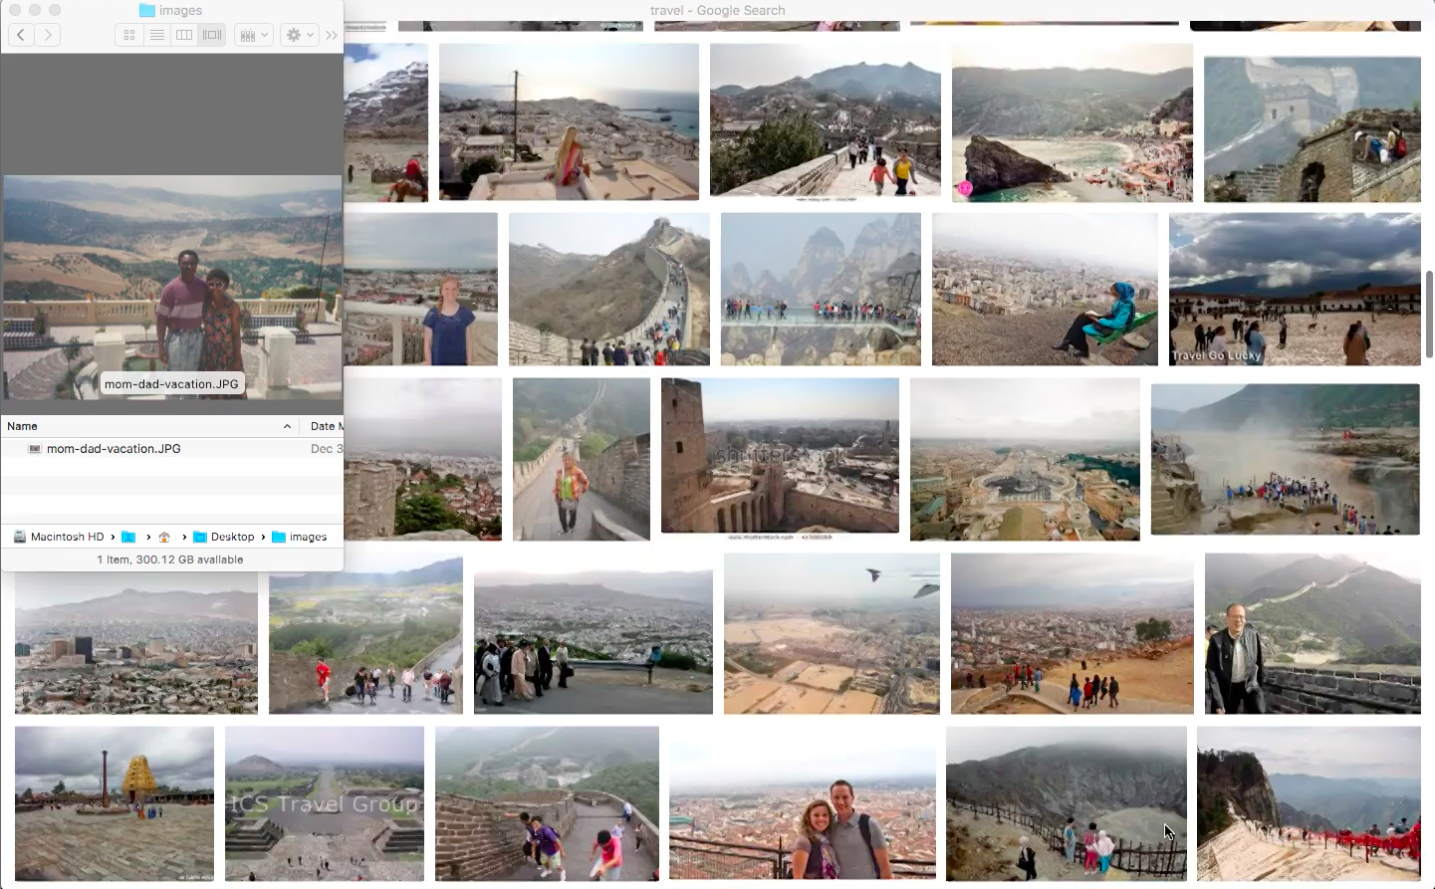 images
travel - Google Search
mom-dad-vacation.JPG
Name
Date M
mom-dad-vacation.JPG
Dec 3
Macintosh HD > > > Desktop > images
1 item, 300.12 GB available
Travel Go Lucky
shutterstock
ICS Travel Group